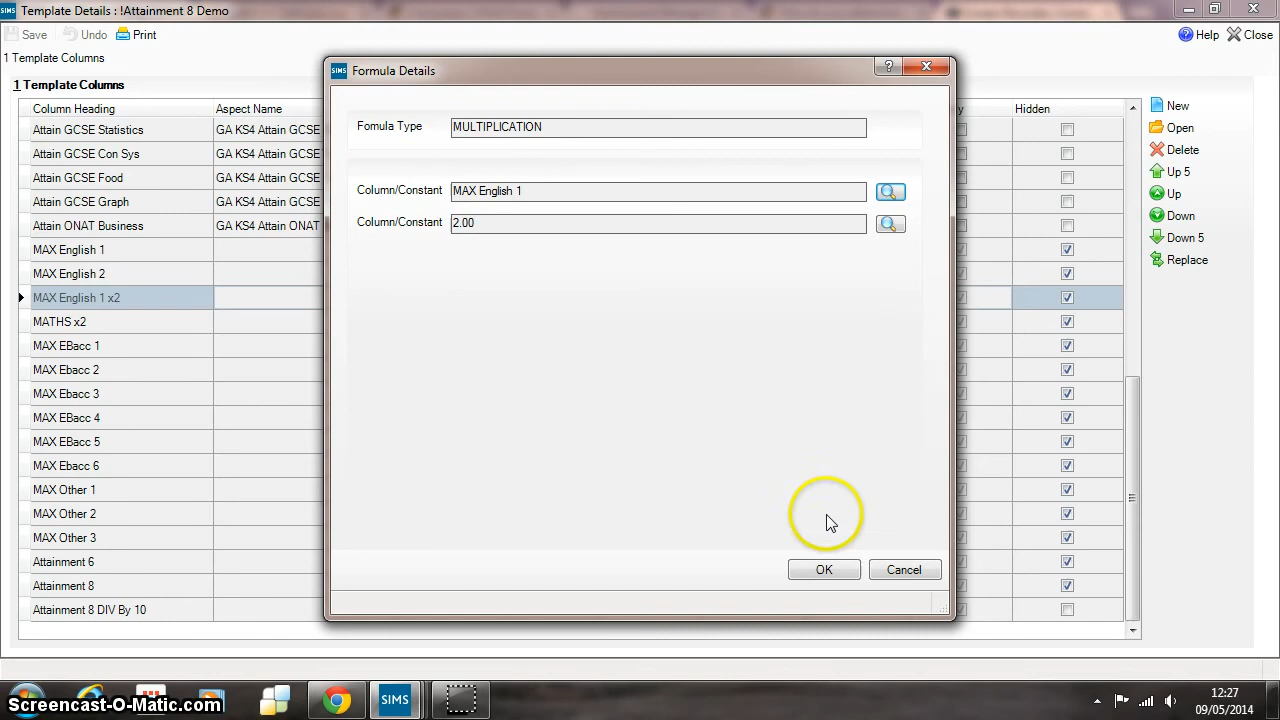 SIMS Template Details : !Attainment 8 Demo
Save Undo Print Help Close
1 Template Columns
1 Template Columns
Column Heading Aspect Name Hidden
Attain GCSE Statistics GA KS4 Attain GCSE
Attain GCSE Con Sys GA KS4 Attain GCSE
Attain GCSE Food GA KS4 Attain GCSE
Attain GCSE Graph GA KS4 Attain GCSE
Attain ONAT Business GA KS4 Attain ONAT
MAX English 1
MAX English 2
MAX English 1 x2
MATHS x2
MAX EBacc 1
MAX Ebacc 2
MAX EBacc 3
MAX EBacc 4
MAX EBacc 5
MAX Ebacc 6
MAX Other 1
MAX Other 2
MAX Other 3
Attainment 6
Attainment 8
Attainment 8 DIV By 10
SIMS Formula Details
Fomula Type MULTIPLICATION
Column/Constant MAX English 1
Column/Constant 2.00
OK Cancel
New
Open
Delete
Up 5
Up
Down
Down 5
Replace
Screencast-O-Matic.com
SIMS
12:27
09/05/2014